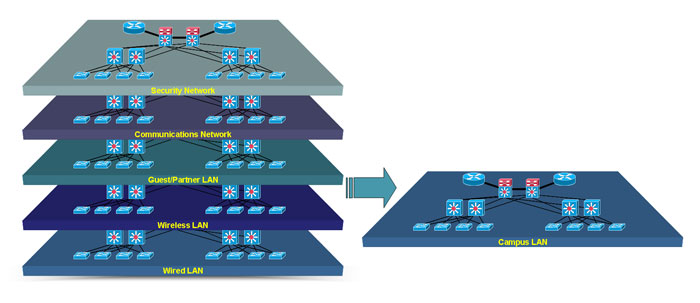 Security Network
Communications Network
Guest/Partner LAN
Wireless LAN
Wired LAN
Campus LAN